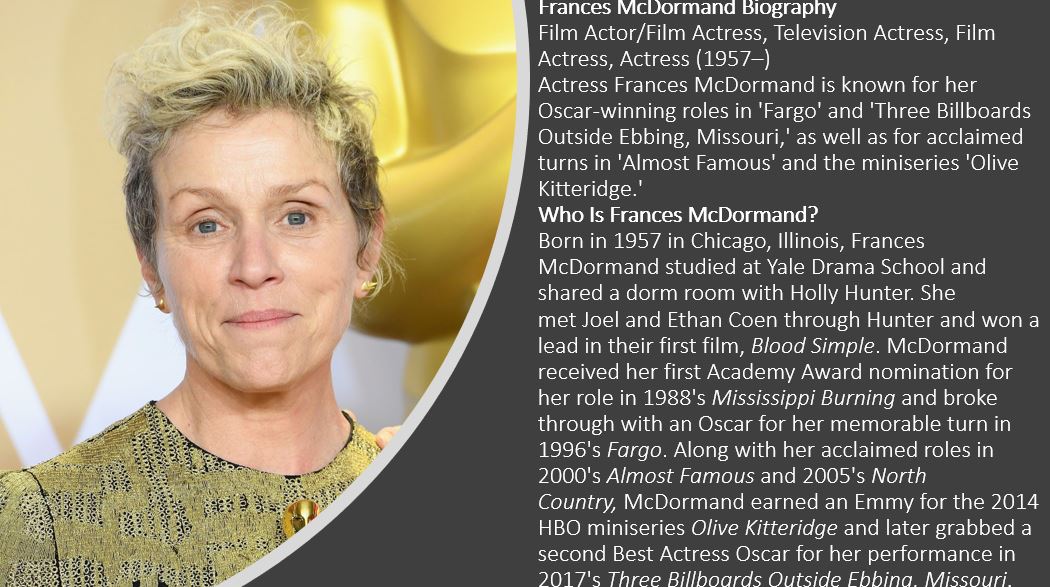 Frances McDormand Biography
Film Actor/Film Actress, Television Actress, Film
Actress, Actress (1957–)
Actress Frances McDormand is known for her
Oscar-winning roles in 'Fargo' and 'Three Billboards
Outside Ebbing, Missouri,' as well as for acclaimed
turns in 'Almost Famous' and the miniseries 'Olive
Kitteridge.'
Who Is Frances McDormand?
Born in 1957 in Chicago, Illinois, Frances
McDormand studied at Yale Drama School and
shared a dorm room with Holly Hunter. She
met Joel and Ethan Coen through Hunter and won a
lead in their first film, Blood Simple. McDormand
received her first Academy Award nomination for
her role in 1988's Mississippi Burning and broke
through with an Oscar for her memorable turn in
1996's Fargo. Along with her acclaimed roles in
2000's Almost Famous and 2005's North
Country, McDormand earned an Emmy for the 2014
HBO miniseries Olive Kitteridge and later grabbed a
second Best Actress Oscar for her performance in
2017's Three Billboards Outside Ebbing, Missouri.